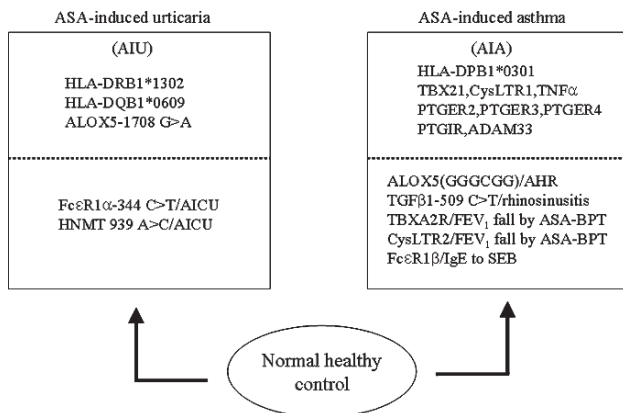 ASA-induced urticaria
(AIU)
HLA-DRB1*1302
HLA-DQB1*0609
ALOX5-1708 G>A
FcεR1α-344 C>T/AICU
HNMT 939 A>C/AICU
ASA-induced asthma
(AIA)
HLA-DPB1*0301
TBX21,CysLTR1,TNFα
PTGER2,PTGER3,PTGER4
PTGIR,ADAM33
ALOX5(GGGCGG)/AHR
TGFβ1-509 C>T/rhinosinusitis
TBXA2R/FEV₁ fall by ASA-BPT
CysLTR2/FEV₁ fall by ASA-BPT
FcεR1β/IgE to SEB
Normal healthy
control